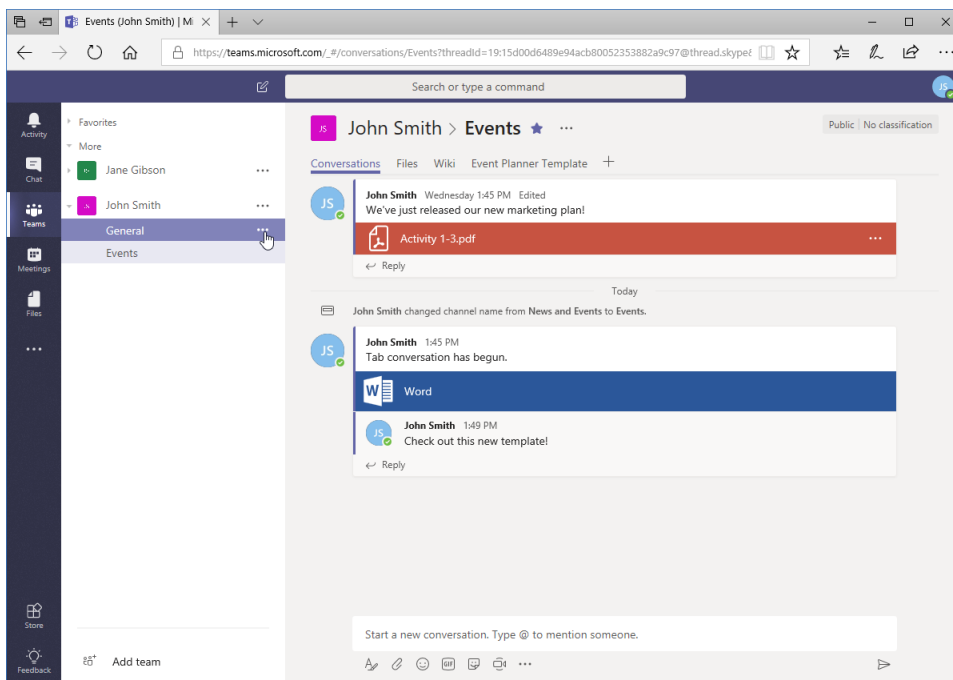 Events (John Smith) | Mi
https://teams.microsoft.com/_#/conversations/Events?threadId=19:15d00d6489e94acb80052353882a9c97@thread.skype&
Search or type a command
JS
Activity
Chat
Teams
Meetings
Files
Store
Feedback
Favorites
More
Jane Gibson
John Smith
General
Events
Add team
JS
John Smith > Events
Public
No classification
Conversations Files Wiki Event Planner Template
JS
John Smith Wednesday 1:45 PM Edited
We've just released our new marketing plan!
Activity 1-3.pdf
Reply
Today
John Smith changed channel name from News and Events to Events.
JS
John Smith 1:45 PM
Tab conversation has begun.
W
Word
JS
John Smith 1:49 PM
Check out this new template!
Reply
Start a new conversation. Type @ to mention someone.
GIF